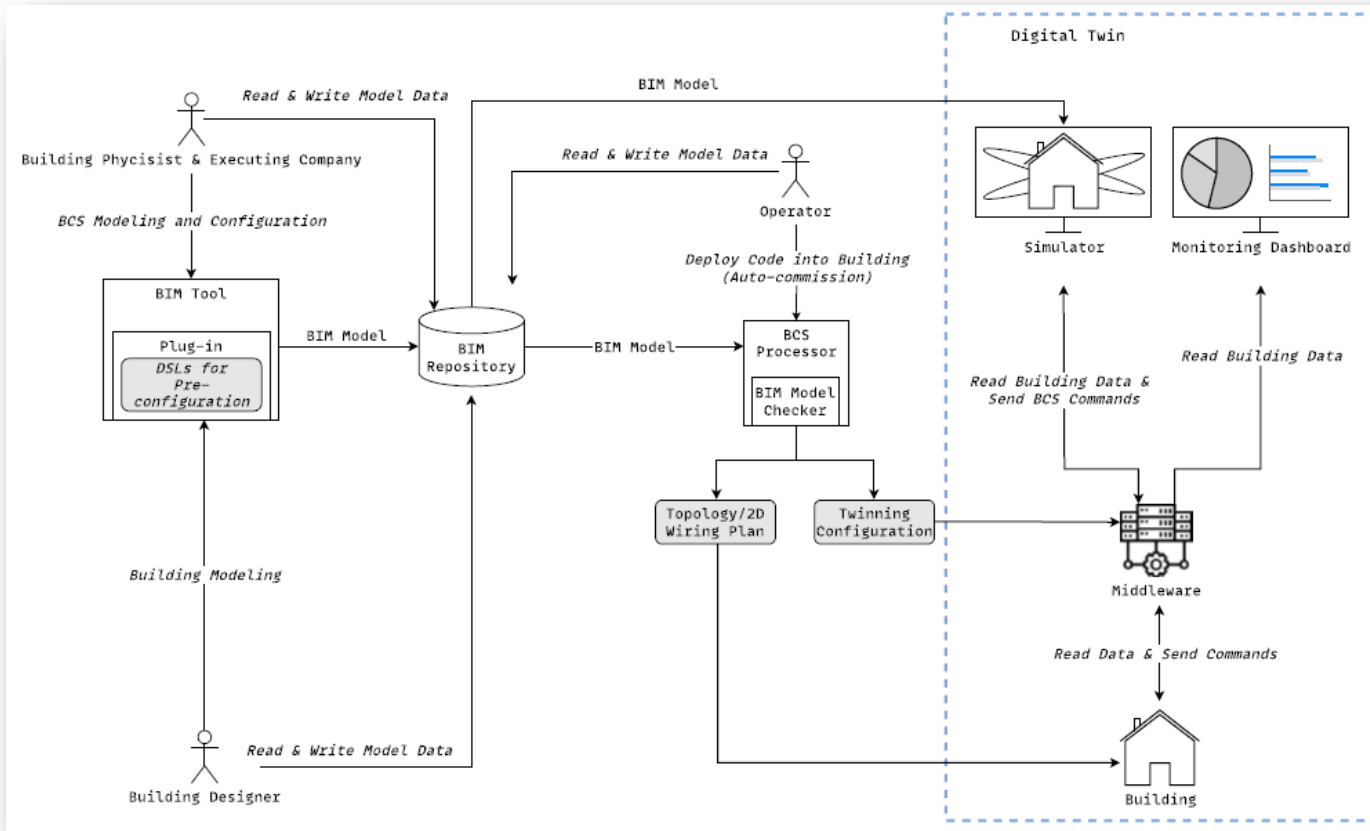 Digital Twin
BIM Model
Read & Write Model Data
Building Phycisist & Executing Company
Read & Write Model Data
Operator
BCS Modeling and Configuration
Deploy Code into Building
(Auto-commission)
Simulator
Monitoring Dashboard
BIM Tool
Plug-in
DSLs for
Pre-
configuration
BIM Model
BIM
Repository
BIM Model
BCS
Processor
BIM Model
Checker
Read Building Data &
Send BCS Commands
Read Building Data
Topology/2D
Wiring Plan
Twinning
Configuration
Building Modeling
Middleware
Read Data & Send Commands
Read & Write Model Data
Building Designer
Building